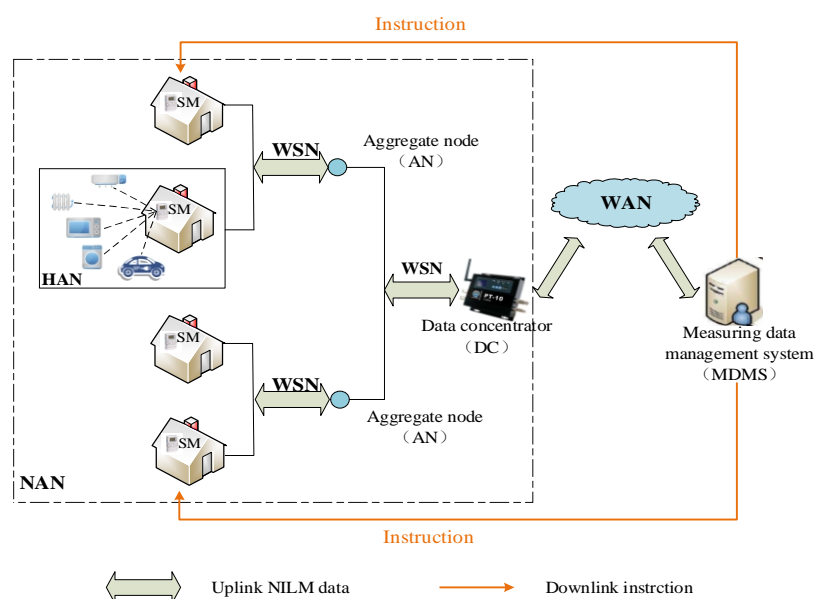 Instruction
SM
WSN
Aggregate node
（AN）
SM
HAN
WAN
WSN
PT-10
Data concentrator
（DC）
Measuring data
management system
（MDMS）
SM
WSN
Aggregate node
（AN）
SM
NAN
Instruction
Uplink NILM data
Downlink instrction